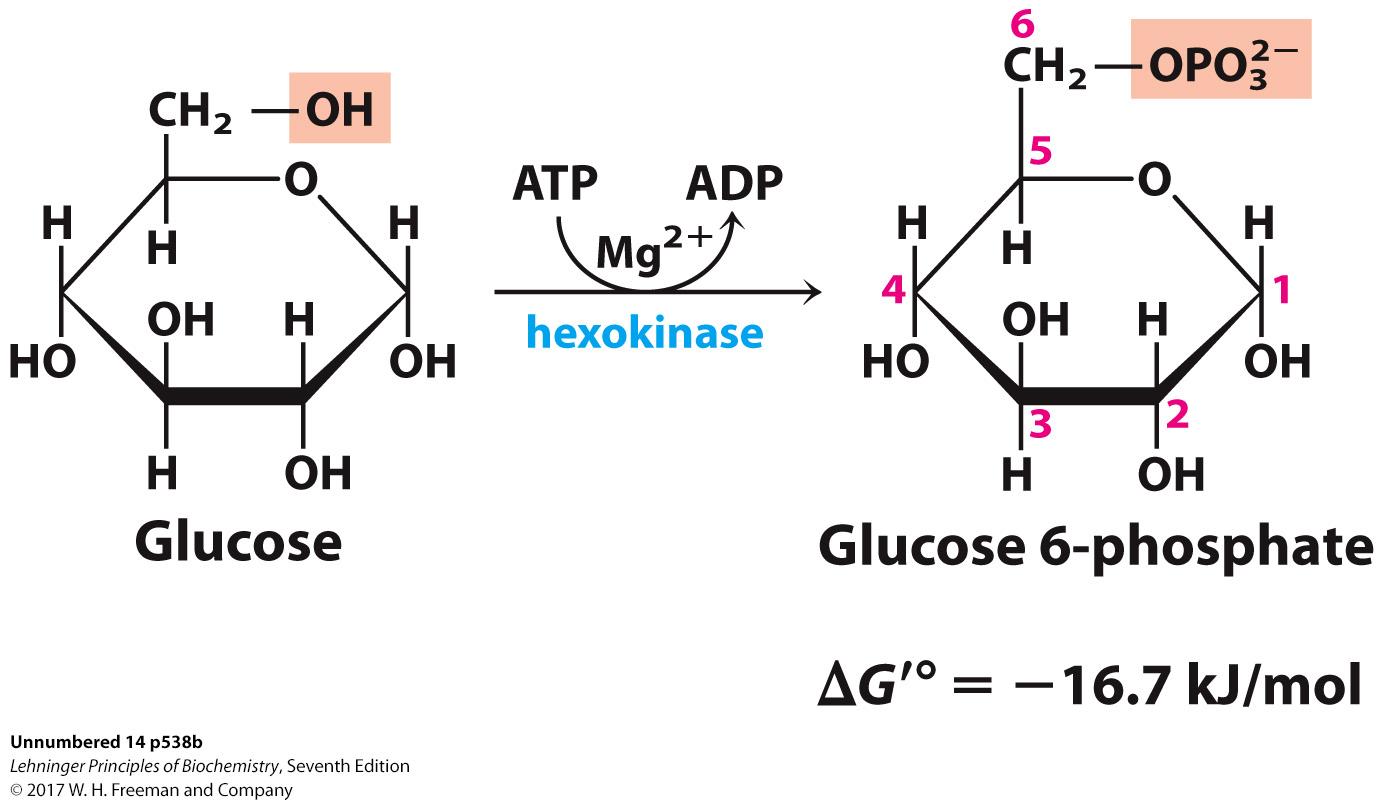 6
CH₂—OPO₃²⁻
CH₂—OH
5
O
O
ATP ADP
H H
H
Mg²⁺
H H
H
4 1
OH H
hexokinase
OH H
HO OH
HO OH
3 2
H OH
H OH
Glucose
Glucose 6-phosphate
ΔG′° = −16.7 kJ/mol
Unnumbered 14 p538b
Lehninger Principles of Biochemistry, Seventh Edition
© 2017 W. H. Freeman and Company